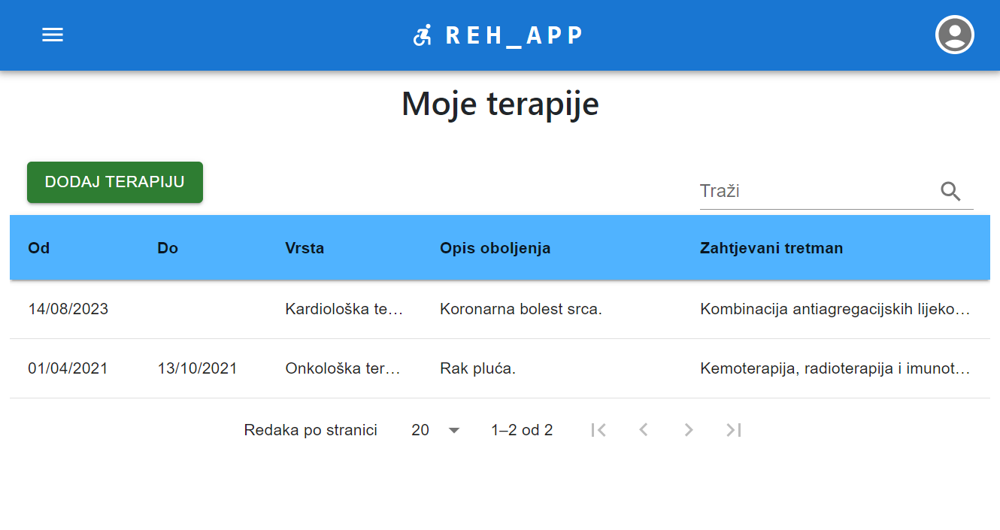 REH_APP
Moje terapije
DODAJ TERAPIJU
Traži
Od Do Vrsta Opis oboljenja Zahtjevani tretman
14/08/2023 Kardiološka te… Koronarna bolest srca. Kombinacija antiagregacijskih lijeko…
01/04/2021 13/10/2021 Onkološka ter… Rak pluća. Kemoterapija, radioterapija i imunot…
Redaka po stranici 20 1–2 od 2